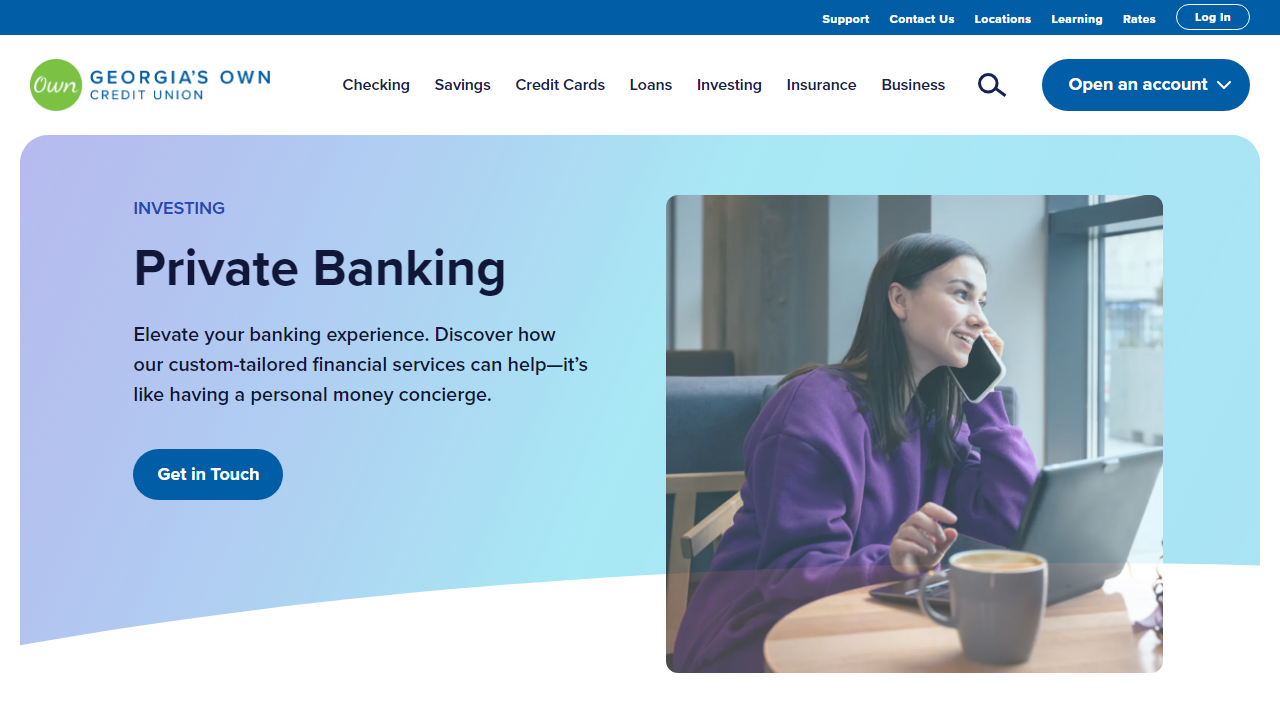 Support Contact Us Locations Learning Rates Log In
Own GEORGIA'S OWN
CREDIT UNION
Checking Savings Credit Cards Loans Investing Insurance Business Open an account
INVESTING
Private Banking
Elevate your banking experience. Discover how
our custom-tailored financial services can help—it’s
like having a personal money concierge.
Get in Touch